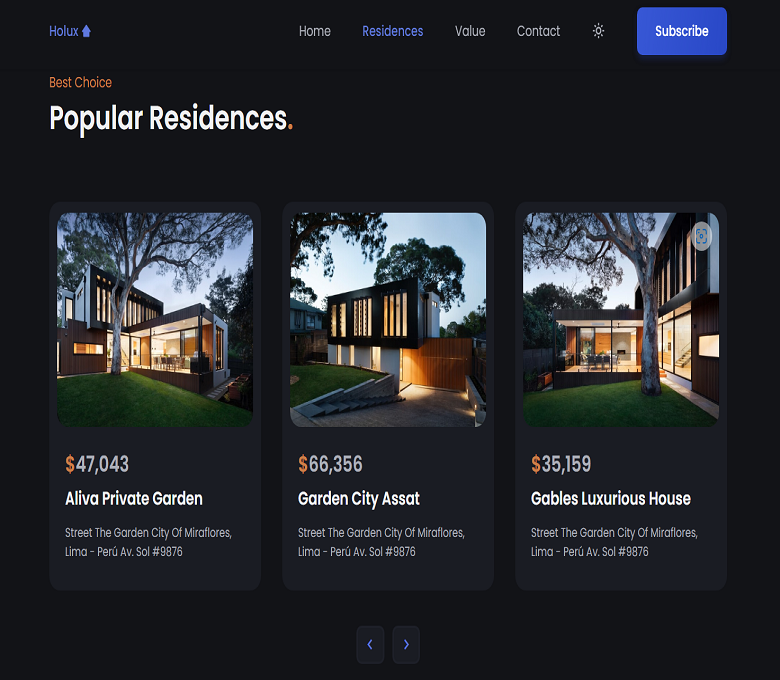 Holux
Home Residences Value Contact Subscribe
Best Choice
Popular Residences.
$47,043
Aliva Private Garden
Street The Garden City Of Miraflores,
Lima - Perú Av. Sol #9876
$66,356
Garden City Assat
Street The Garden City Of Miraflores,
Lima - Perú Av. Sol #9876
$35,159
Gables Luxurious House
Street The Garden City Of Miraflores,
Lima - Perú Av. Sol #9876